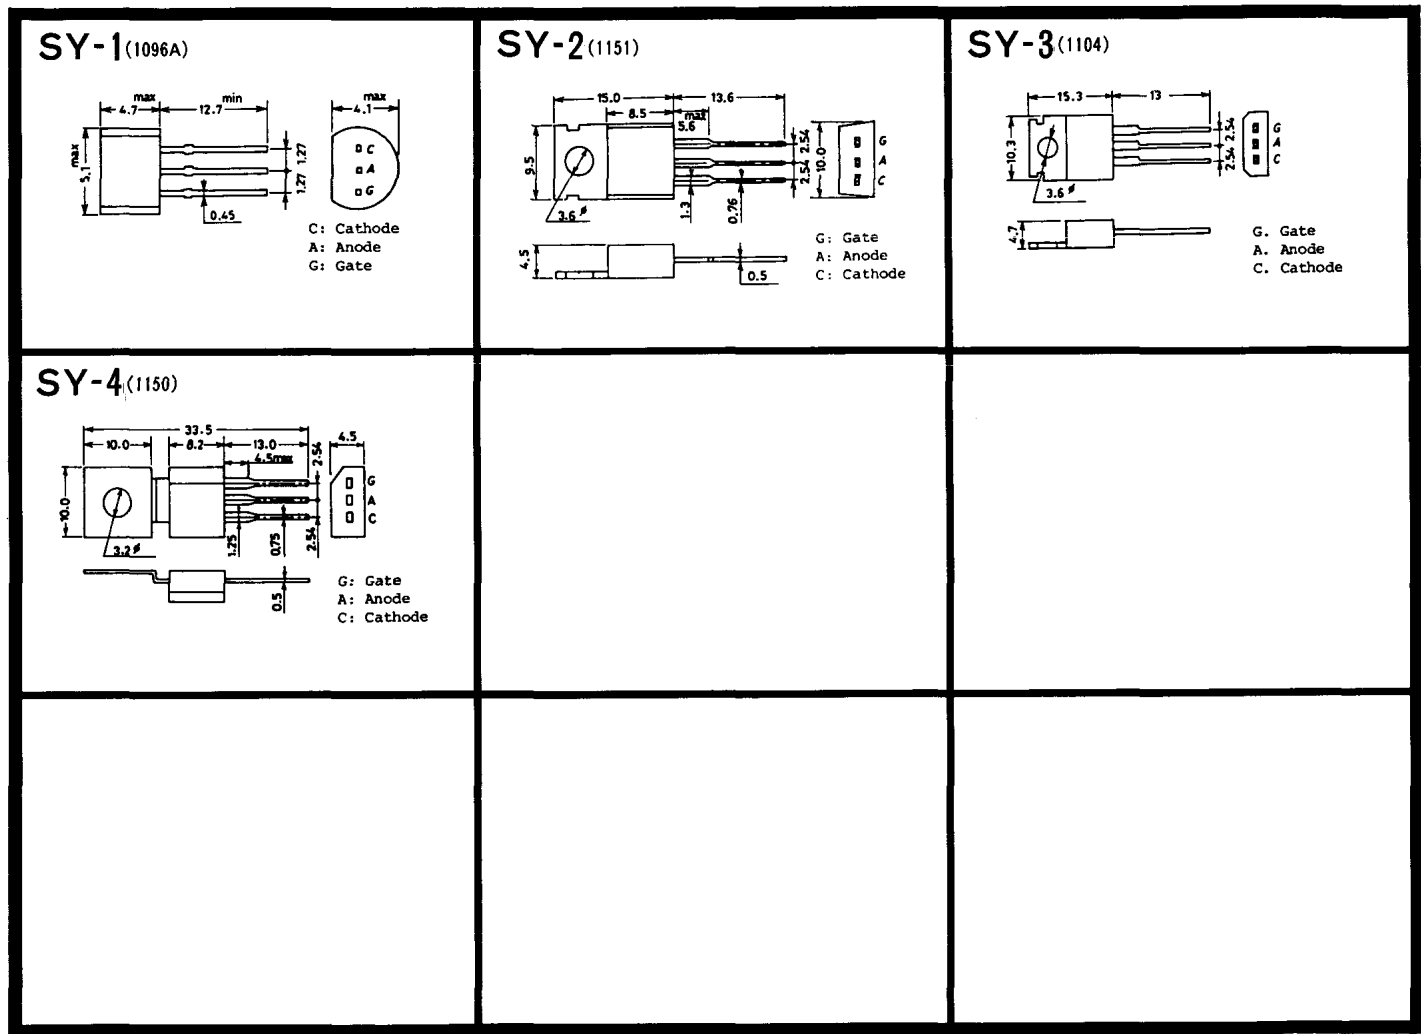 SY-1(1096A)
max
4.7
min
12.7
max
4.1
max
5.1
1.27
1.27
0.45
C
A
G
C: Cathode
A: Anode
G: Gate
SY-2(1151)
15.0
13.6
8.5
max
5.6
9.5
3.6ø
1.3
0.76
2.54
2.54
10.0
G
A
C
4.5
0.5
G: Gate
A: Anode
C: Cathode
SY-3(1104)
15.3
13
10.3
3.6ø
2.54
2.54
G
A
C
4.7
G. Gate
A. Anode
C. Cathode
SY-4(1150)
33.5
10.0
8.2
13.0
4.5max
2.54
4.5
10.0
3.2ø
1.25
0.75
2.54
G
A
C
0.5
G: Gate
A: Anode
C: Cathode